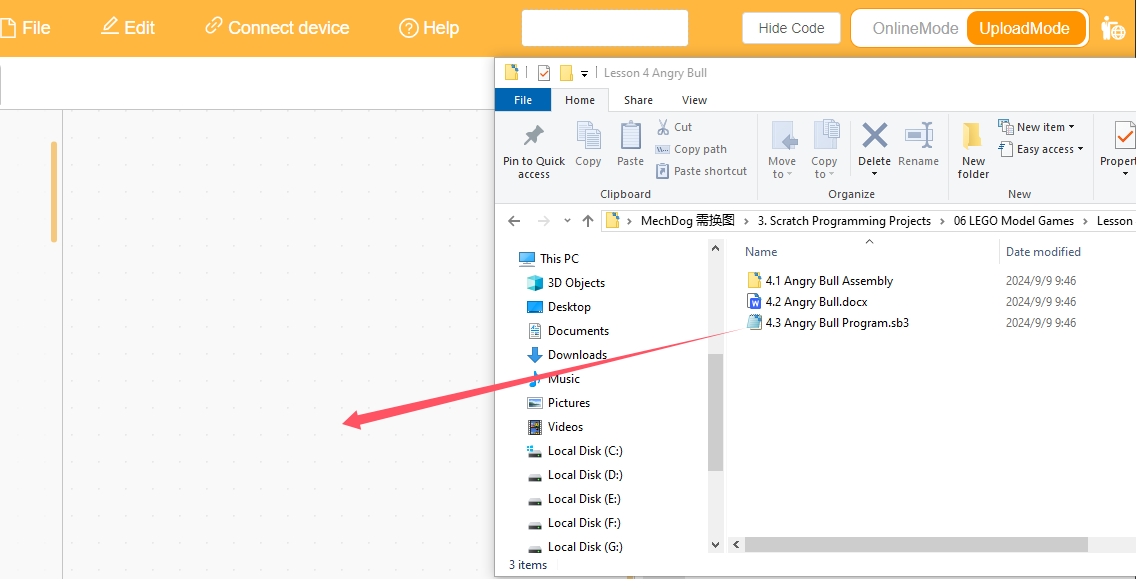 File Edit Connect device Help Hide Code OnlineMode UploadMode
Lesson 4 Angry Bull
File Home Share View
Pin to Quick access
Copy
Paste
Cut
Copy path
Paste shortcut
Clipboard
Move to
Copy to
Delete
Rename
Organize
New folder
New item
Easy access
New
Propert
MechDog 需换图 › 3. Scratch Programming Projects › 06 LEGO Model Games › Lesson
This PC
3D Objects
Desktop
Documents
Downloads
Music
Pictures
Videos
Local Disk (C:)
Local Disk (D:)
Local Disk (E:)
Local Disk (F:)
Local Disk (G:)
Name Date modified
4.1 Angry Bull Assembly 2024/9/9 9:46
4.2 Angry Bull.docx 2024/9/9 9:46
4.3 Angry Bull Program.sb3 2024/9/9 9:46
3 items